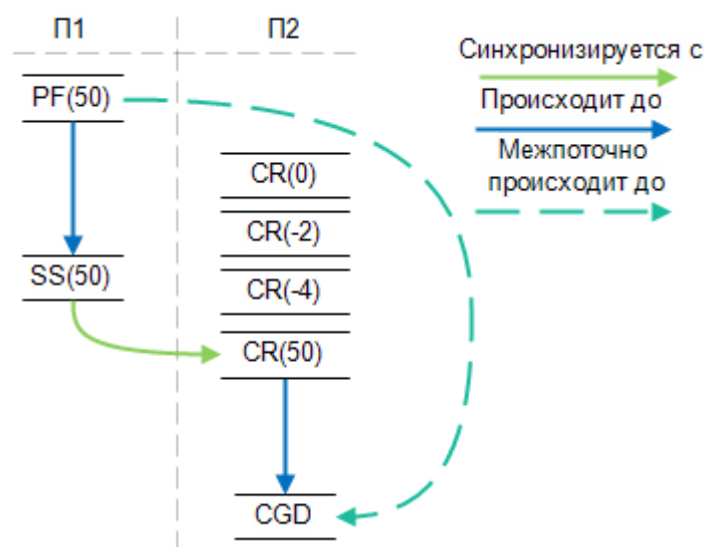 П1
П2
PF(50)
CR(0)
CR(-2)
SS(50)
CR(-4)
CR(50)
CGD
Синхронизируется с
Происходит до
Межпоточно
происходит до